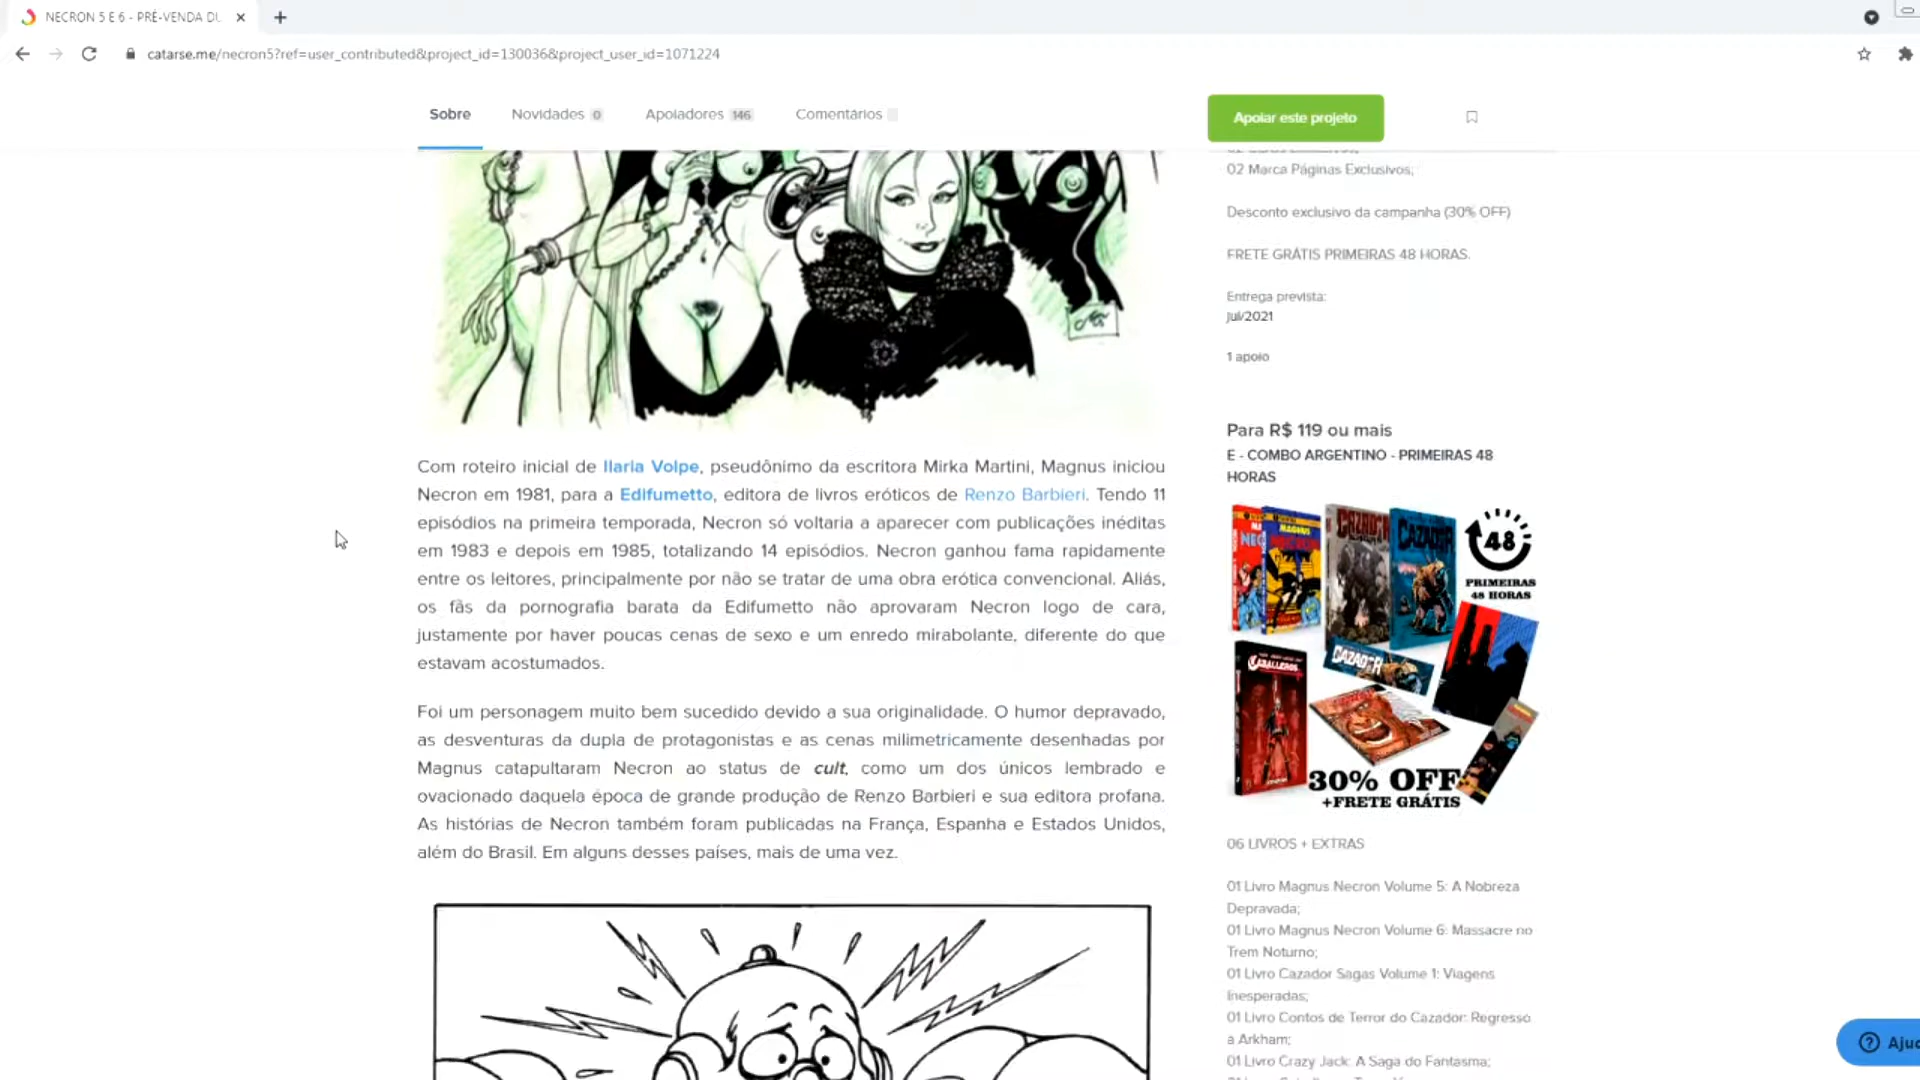 NECRON 5 E 6 - PRÉ-VENDA DU
catarse.me/necron5?ref=user_contributed&project_id=130036&project_user_id=1071224
Sobre
Novidades 0
Apoiadores 146
Comentários
Apoiar este projeto
02 Marca Páginas Exclusivos;
Desconto exclusivo da campanha (30% OFF)
FRETE GRÁTIS PRIMEIRAS 48 HORAS.
Entrega prevista:
Jul/2021
1 apoio
Com roteiro inicial de Ilaria Volpe, pseudônimo da escritora Mirka Martini, Magnus iniciou
Necron em 1981, para a Edifumetto, editora de livros eróticos de Renzo Barbieri. Tendo 11
episódios na primeira temporada, Necron só voltaria a aparecer com publicações inéditas
em 1983 e depois em 1985, totalizando 14 episódios. Necron ganhou fama rapidamente
entre os leitores, principalmente por não se tratar de uma obra erótica convencional. Aliás,
os fãs da pornografia barata da Edifumetto não aprovaram Necron logo de cara,
justamente por haver poucas cenas de sexo e um enredo mirabolante, diferente do que
estavam acostumados.
Foi um personagem muito bem sucedido devido a sua originalidade. O humor depravado,
as desventuras da dupla de protagonistas e as cenas milimetricamente desenhadas por
Magnus catapultaram Necron ao status de cult, como um dos únicos lembrado e
ovacionado daquela época de grande produção de Renzo Barbieri e sua editora profana.
As histórias de Necron também foram publicadas na França, Espanha e Estados Unidos,
além do Brasil. Em alguns desses países, mais de uma vez.
Para R$ 119 ou mais
E - COMBO ARGENTINO - PRIMEIRAS 48
HORAS
MAGNUS
CAZADOR
CAZADOR
48
PRIMEIRAS
48 HORAS
CAZADOR
CABALLEROS
30% OFF
+FRETE GRÁTIS
06 LIVROS + EXTRAS
01 Livro Magnus Necron Volume 5: A Nobreza
Depravada;
01 Livro Magnus Necron Volume 6: Massacre no
Trem Noturno;
01 Livro Cazador Sagas Volume 1: Viagens
Inesperadas;
01 Livro Contos de Terror do Cazador: Regresso
a Arkham;
01 Livro Crazy Jack: A Saga do Fantasma;
Ajuc